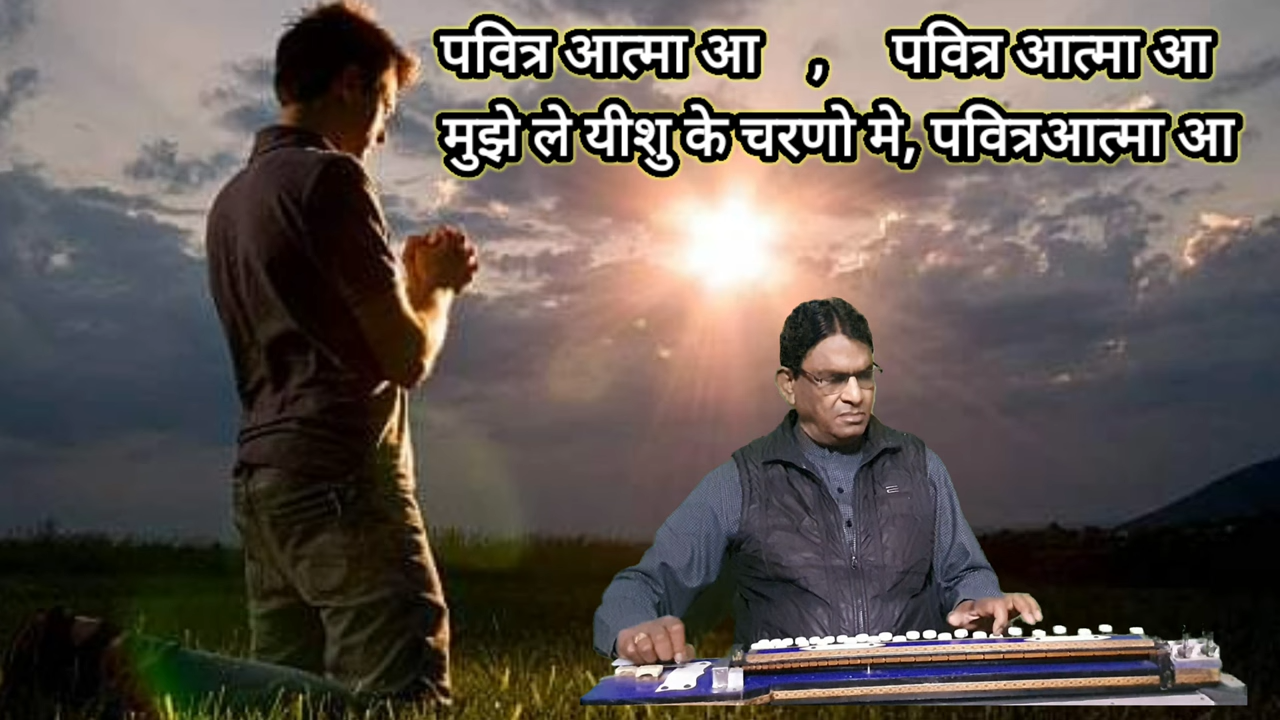 पवित्र आत्मा आ , पवित्र आत्मा आ
मुझे ले यीशु के चरणो मे, पवित्रआत्मा आ